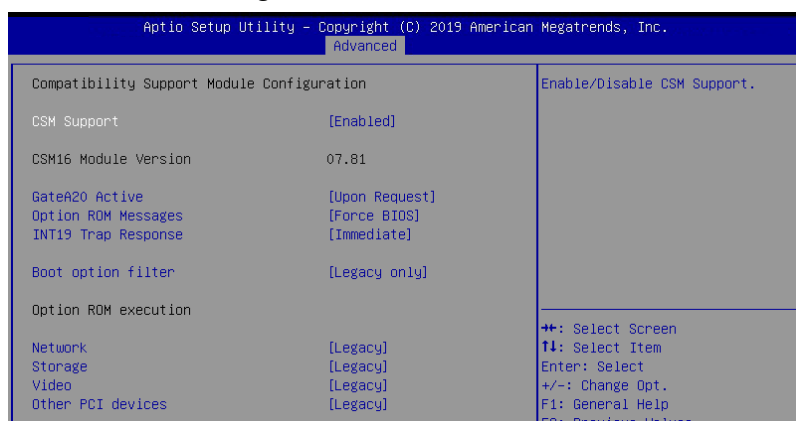 Aptio Setup Utility – Copyright (C) 2019 American Megatrends, Inc.
Advanced
Compatibility Support Module Configuration
CSM Support [Enabled]
CSM16 Module Version 07.81
GateA20 Active [Upon Request]
Option ROM Messages [Force BIOS]
INT19 Trap Response [Immediate]
Boot option filter [Legacy only]
Option ROM execution
Network [Legacy]
Storage [Legacy]
Video [Legacy]
Other PCI devices [Legacy]
Enable/Disable CSM Support.
→←: Select Screen
↑↓: Select Item
Enter: Select
+/-: Change Opt.
F1: General Help